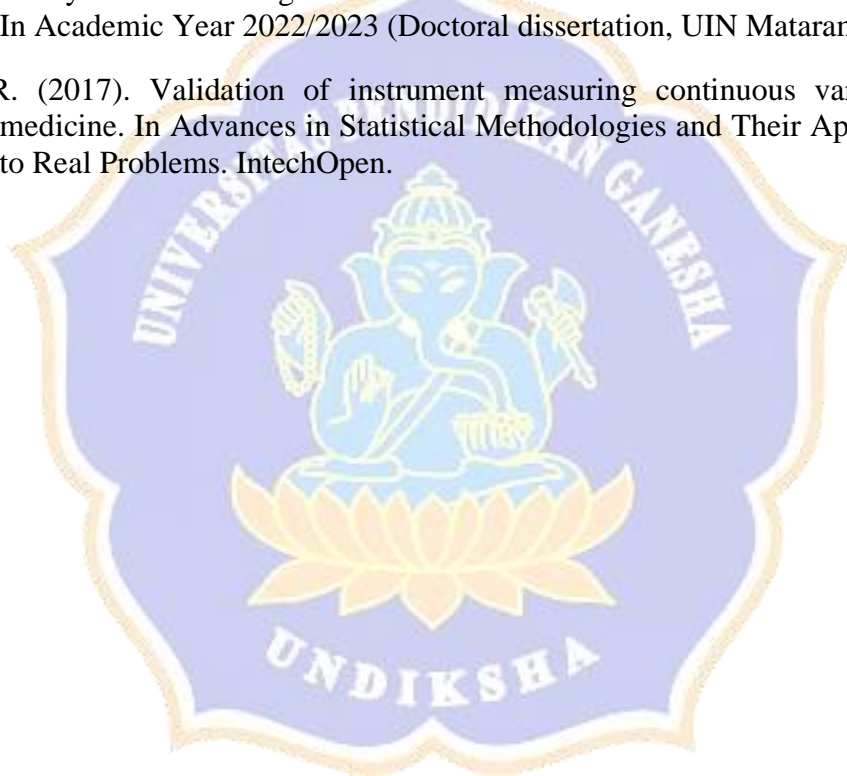 In Academic Year 2022/2023 (Doctoral dissertation, UIN Mataran
R. (2017). Validation of instrument measuring continuous var
medicine. In Advances in Statistical Methodologies and Their Ap
to Real Problems. IntechOpen.
UNIVERSITAS PENDIDIKAN GANESHA
UNDIKSHA